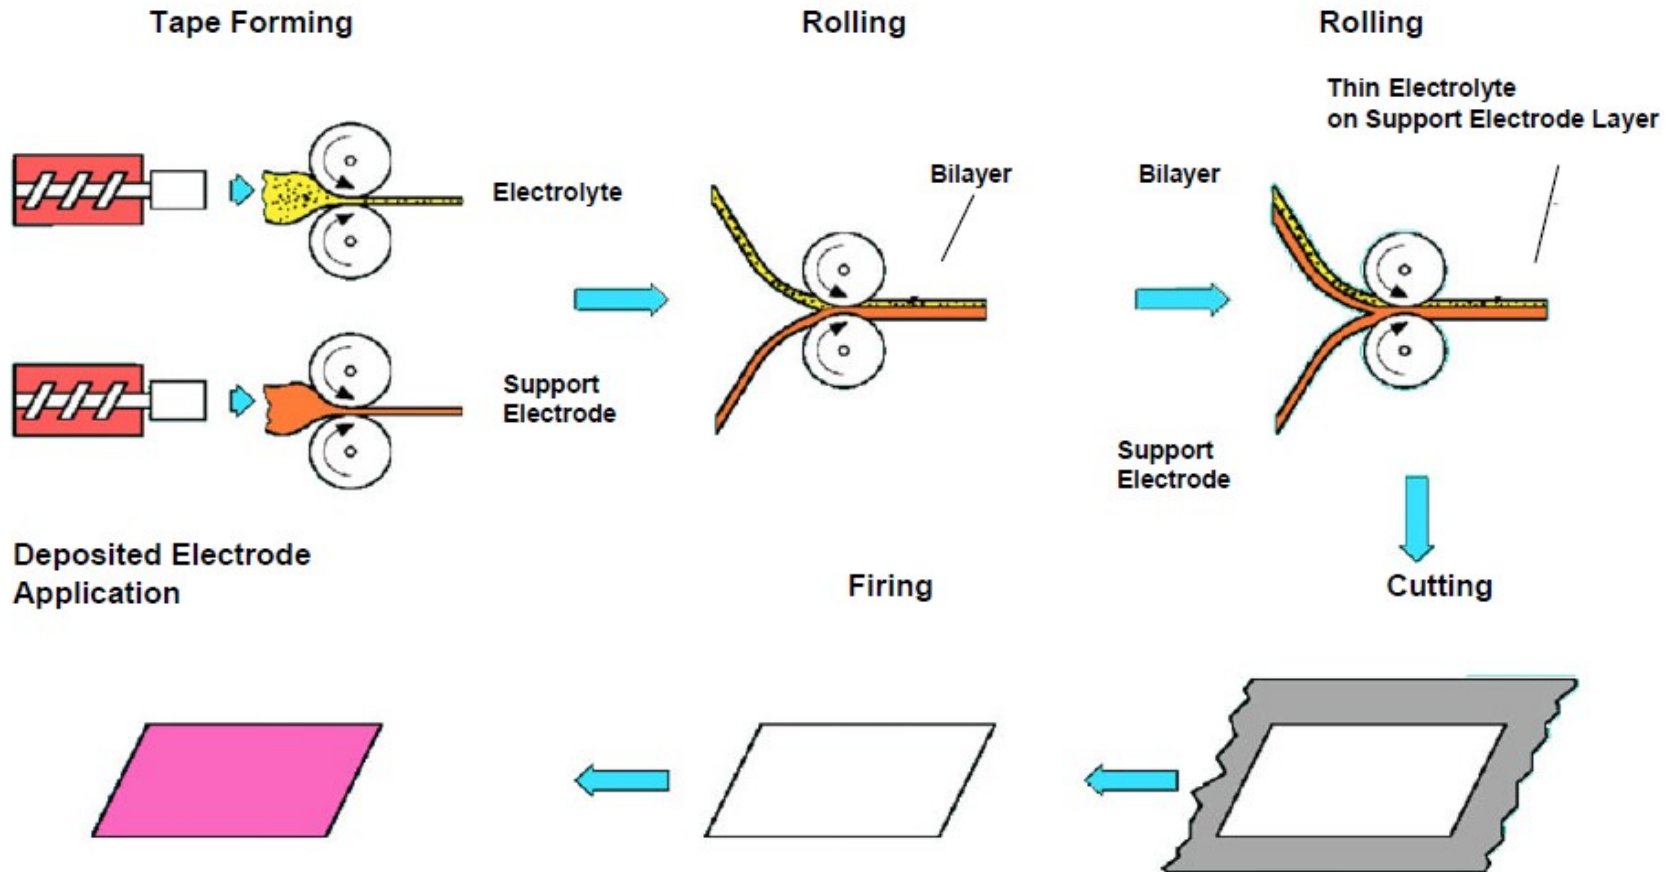 Tape Forming
Rolling
Rolling
Thin Electrolyte
on Support Electrode Layer
Electrolyte
Bilayer
Bilayer
Support
Electrode
Support
Electrode
Deposited Electrode
Application
Firing
Cutting